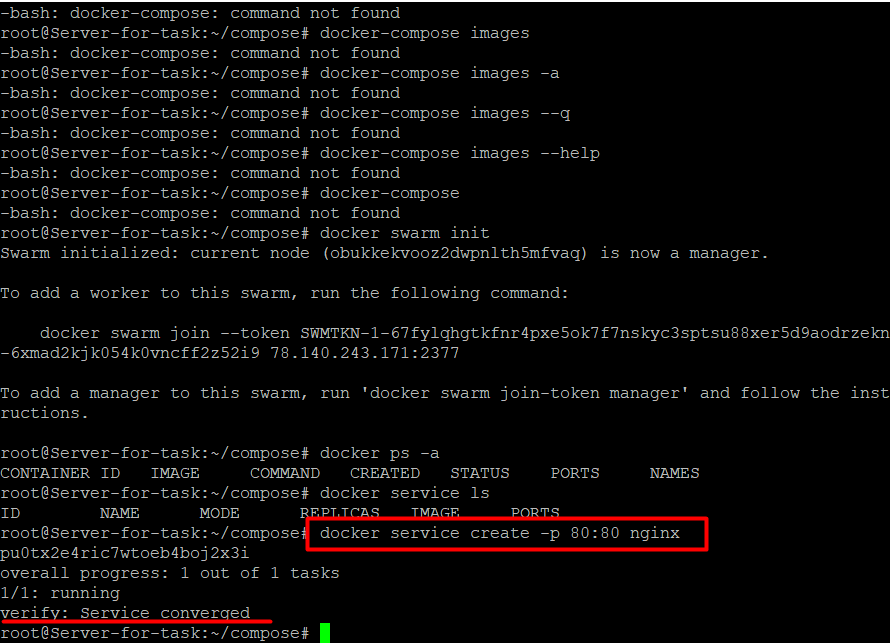 -bash: docker-compose: command not found
root@Server-for-task:~/compose# docker-compose images
-bash: docker-compose: command not found
root@Server-for-task:~/compose# docker-compose images -a
-bash: docker-compose: command not found
root@Server-for-task:~/compose# docker-compose images --q
-bash: docker-compose: command not found
root@Server-for-task:~/compose# docker-compose images --help
-bash: docker-compose: command not found
root@Server-for-task:~/compose# docker-compose
-bash: docker-compose: command not found
root@Server-for-task:~/compose# docker swarm init
Swarm initialized: current node (obukkekvooz2dwpnlth5mfvaq) is now a manager.
To add a worker to this swarm, run the following command:
docker swarm join --token SWMTKN-1-67fylqhgtkfnr4pxe5ok7f7nskyc3sptsu88xer5d9aodrzekn
-6xmad2kjk054k0vncff2z52i9 78.140.243.171:2377
To add a manager to this swarm, run 'docker swarm join-token manager' and follow the inst
ructions.
root@Server-for-task:~/compose# docker ps -a
CONTAINER ID IMAGE COMMAND CREATED STATUS PORTS NAMES
root@Server-for-task:~/compose# docker service ls
ID NAME MODE REPLICAS IMAGE PORTS
root@Server-for-task:~/compose# docker service create -p 80:80 nginx
pu0tx2e4ric7wtoeb4boj2x3i
overall progress: 1 out of 1 tasks
1/1: running
verify: Service converged
root@Server-for-task:~/compose#